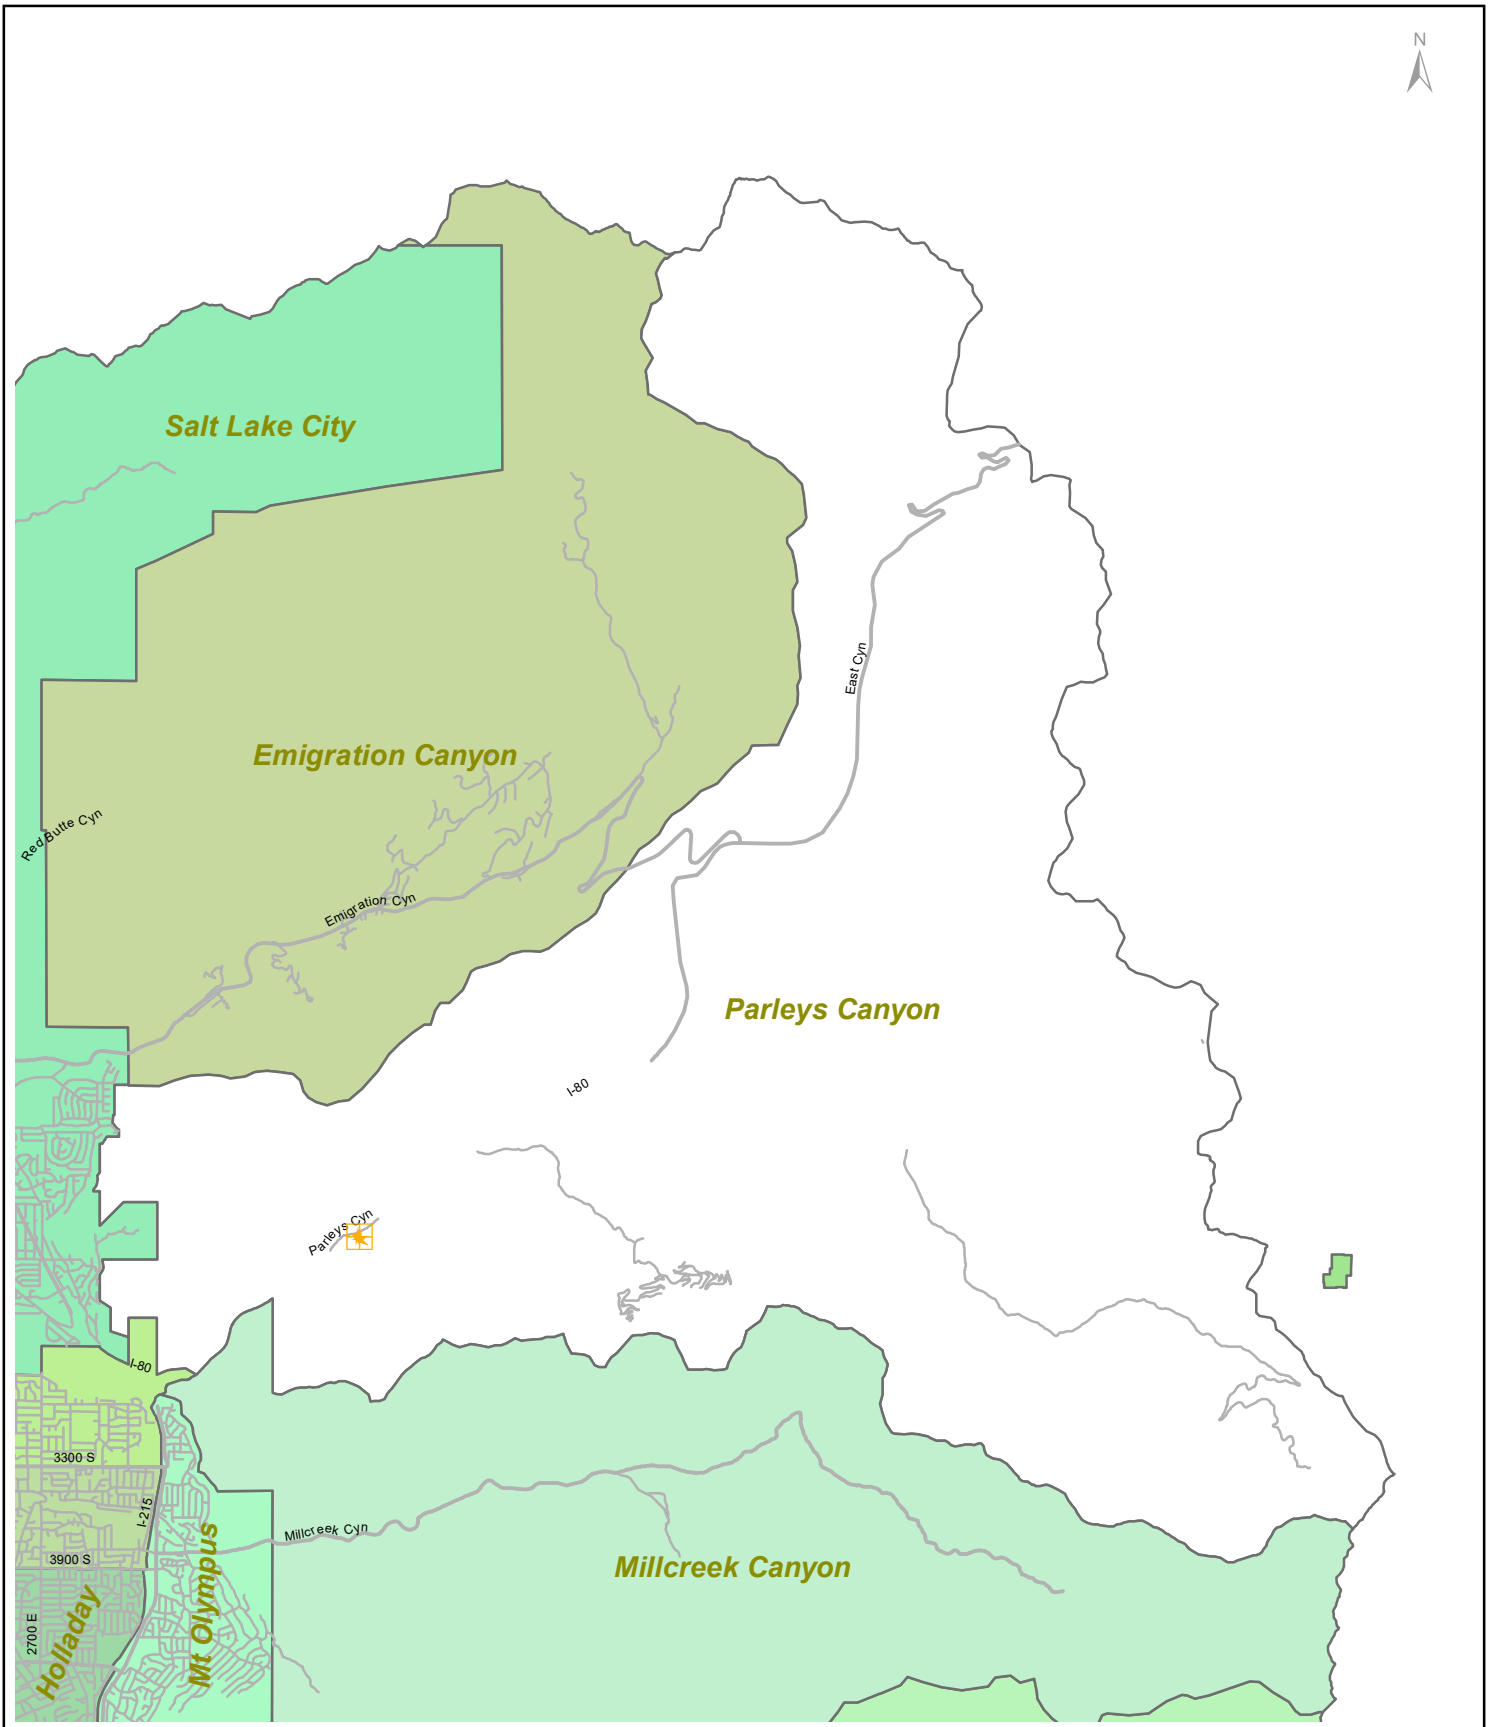 N
Salt Lake City
East Cyn
Emigration Canyon
Red Butte Cyn
Emigration Cyn
Parleys Canyon
I-80
Parleys Cyn
I-80
3300 S
I-215
Millcreek Cyn
3900 S
Millcreek Canyon
2700 E
Holladay
Mt Olympus